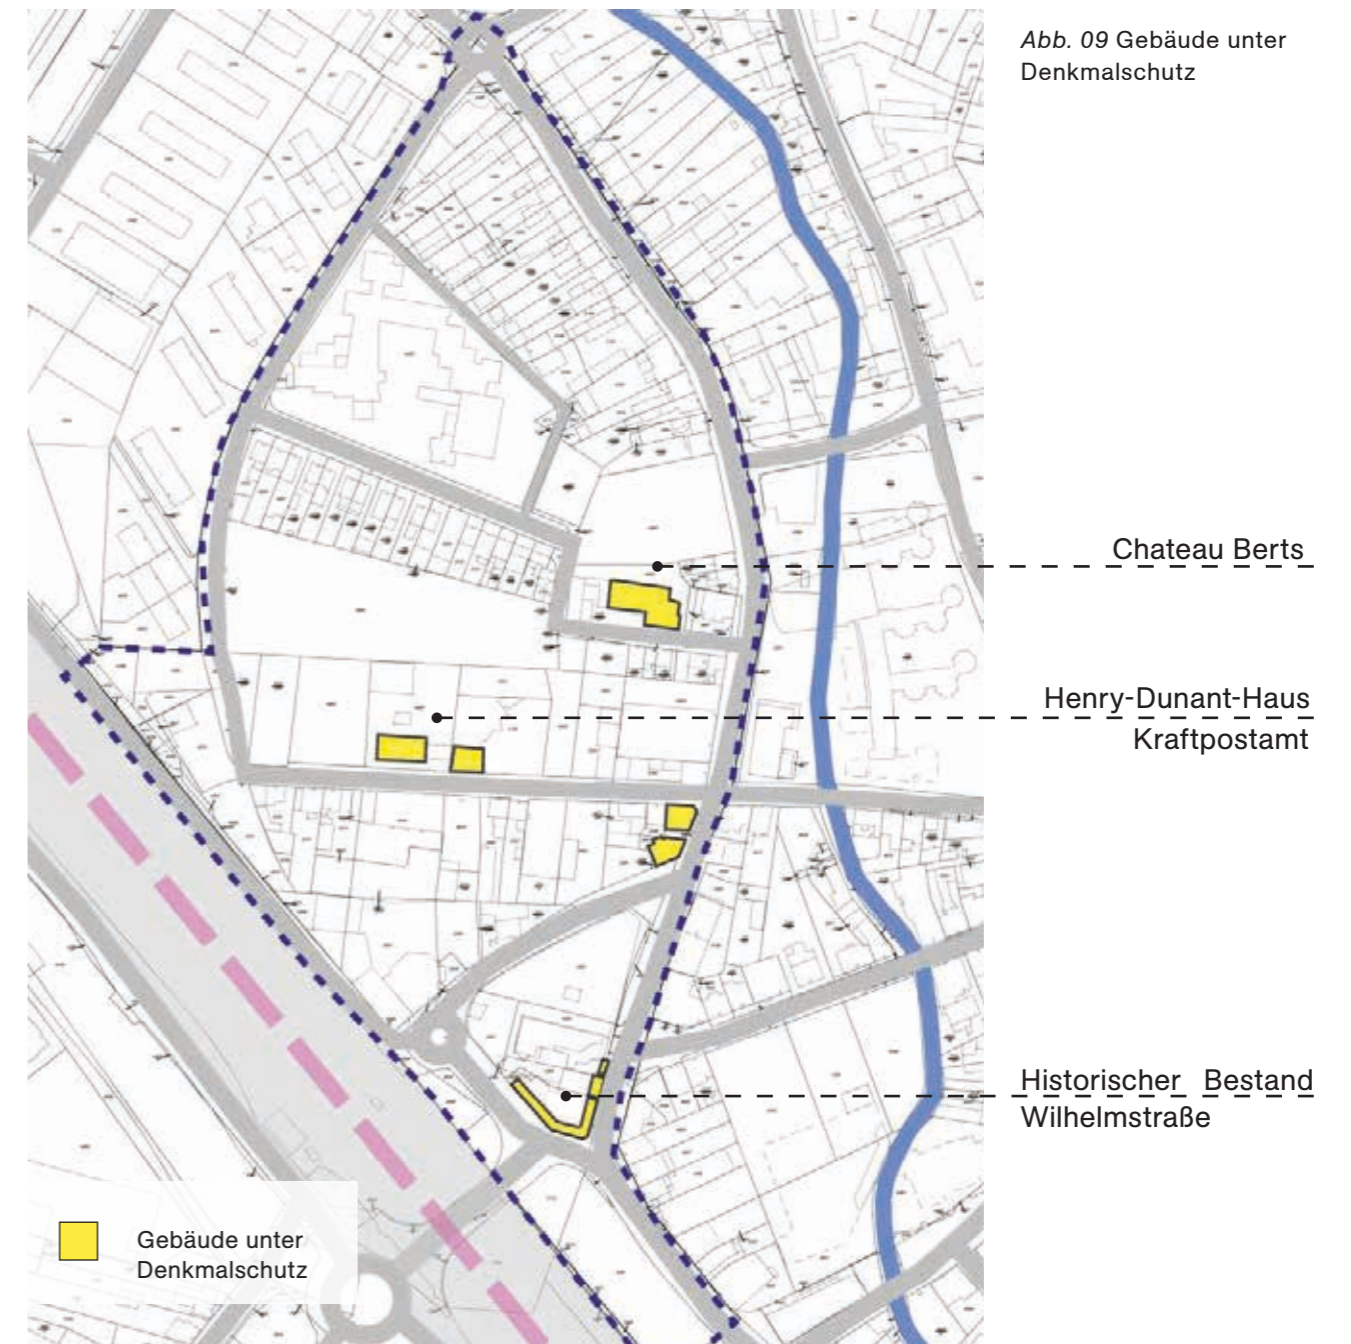 Abb. 09 Gebäude unter
Denkmalschutz
Chateau Berts
Henry-Dunant-Haus
Kraftpostamt
Historischer Bestand
Wilhelmstraße
Gebäude unter
Denkmalschutz